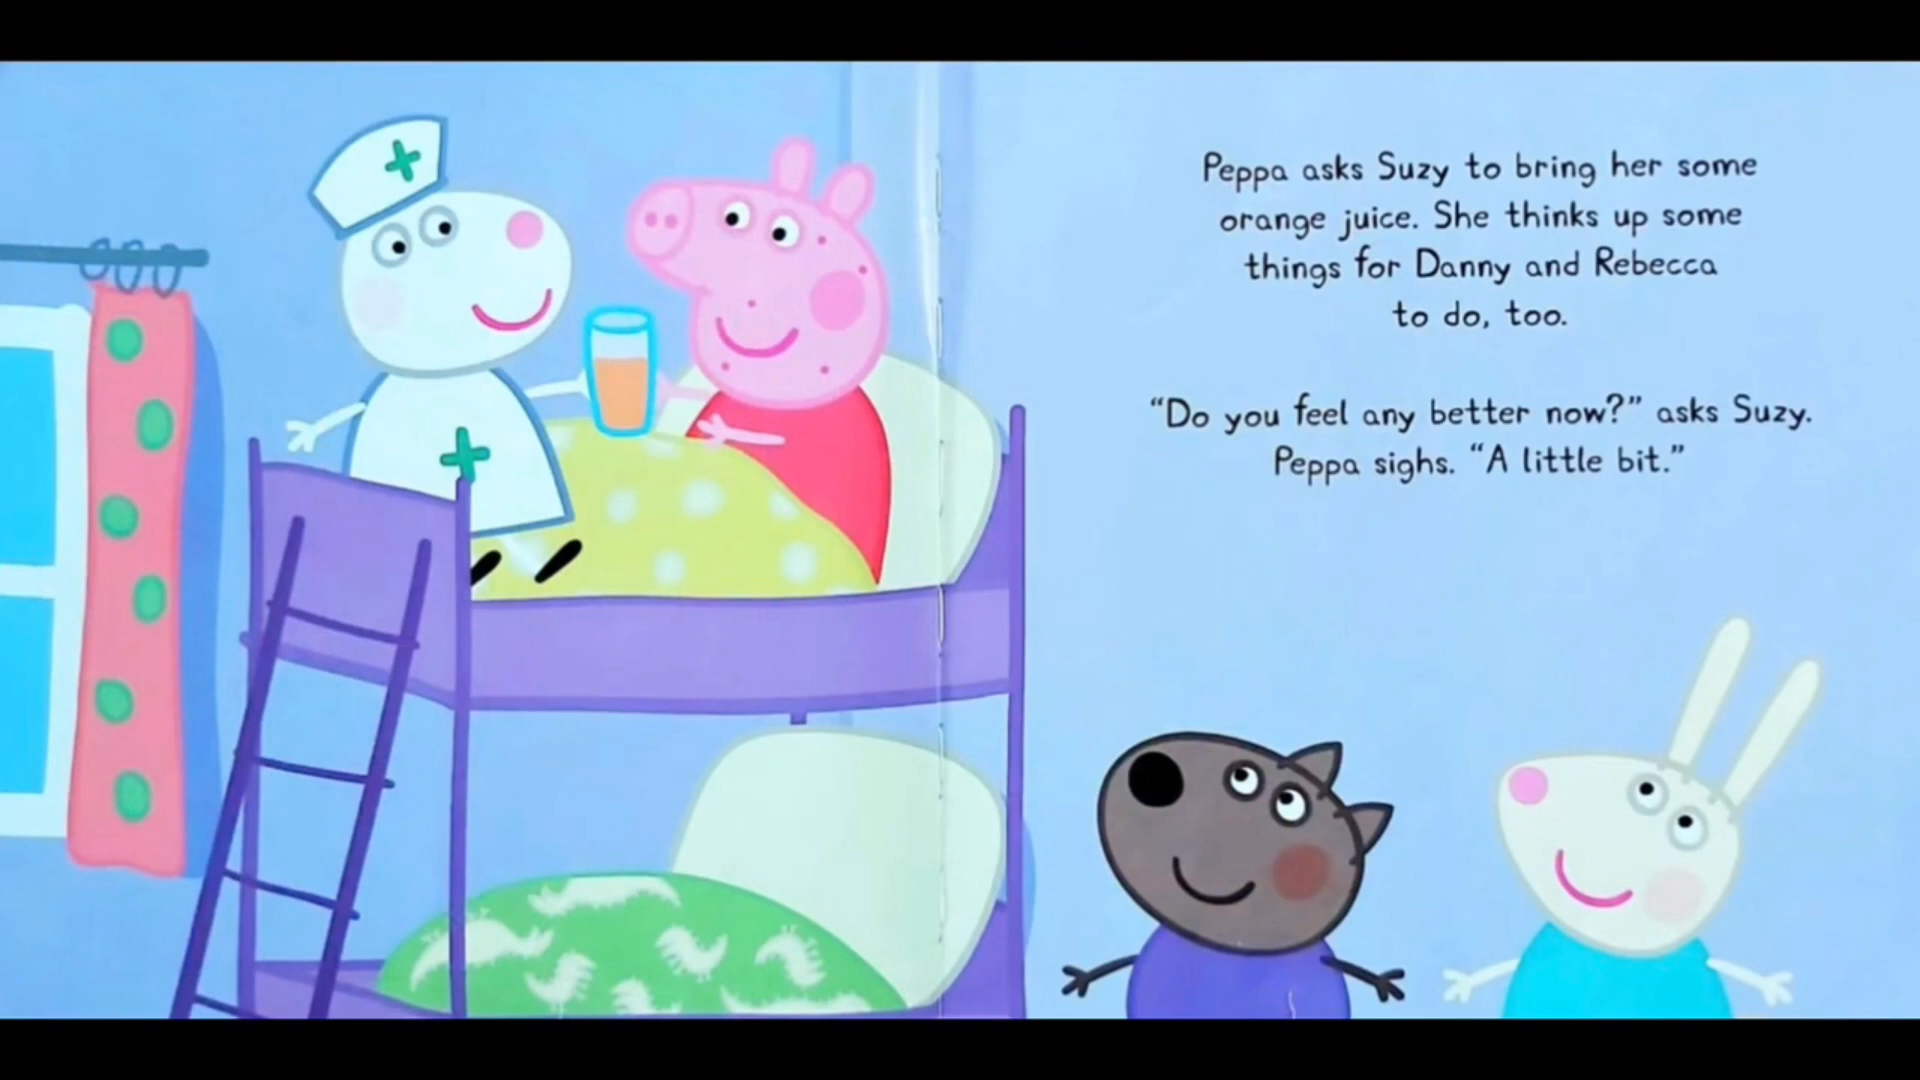 Peppa asks Suzy to bring her some
orange juice. She thinks up some
things for Danny and Rebecca
to do, too.
“Do you feel any better now?” asks Suzy.
Peppa sighs. “A little bit.”